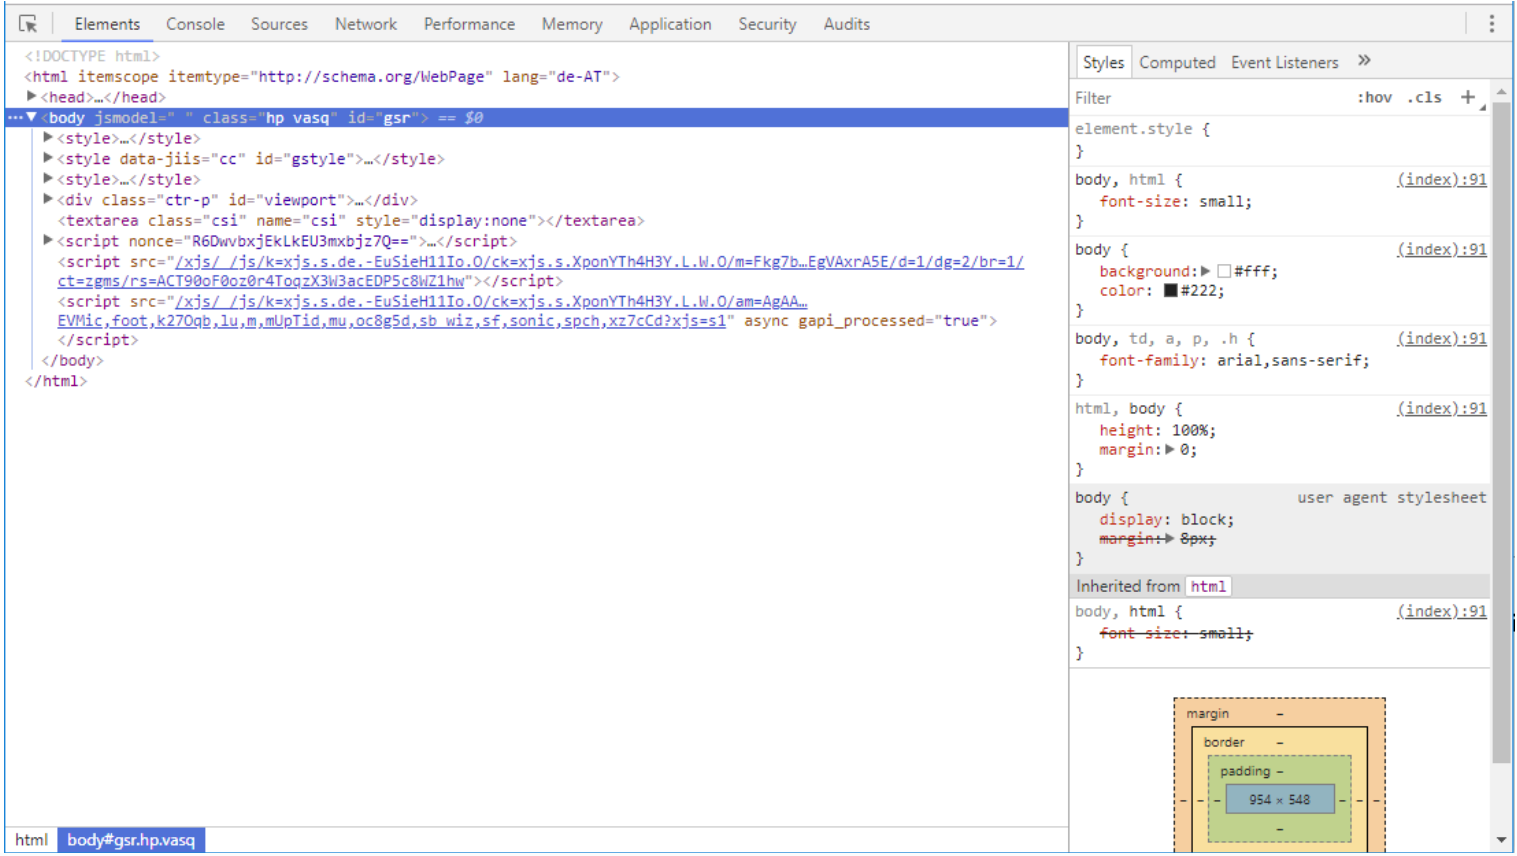 Elements Console Sources Network Performance Memory Application Security Audits
<!DOCTYPE html>
<html itemscope itemtype="http://schema.org/WebPage" lang="de-AT">
<head>…</head>
<body jsmodel=" " class="hp vasq" id="gsr"> == $0
<style>…</style>
<style data-jiis="cc" id="gstyle">…</style>
<style>…</style>
<div class="ctr-p" id="viewport">…</div>
<textarea class="csi" name="csi" style="display:none"></textarea>
<script nonce="R6DwvbxjEkLkEU3mxbjz7Q==">…</script>
<script src="/xjs/_/js/k=xjs.s.de.-EuSieH11Io.O/ck=xjs.s.XponYTh4H3Y.L.W.O/m=Fkg7b…EgVAxrA5E/d=1/dg=2/br=1/
ct=zgms/rs=ACT90oF0oz0r4ToqzX3W3acEDP5c8WZ1hw"></script>
<script src="/xjs/_/js/k=xjs.s.de.-EuSieH11Io.O/ck=xjs.s.XponYTh4H3Y.L.W.O/am=AgAA…
EVMic,foot,k27Oqb,lu,m,mUpTid,mu,oc8g5d,sb_wiz,sf,sonic,spch,xz7cCd?xjs=s1" async gapi_processed="true">
</script>
</body>
</html>
html body#gsr.hp.vasq
Styles Computed Event Listeners »
Filter :hov .cls +
element.style {
}
body, html { (index):91
font-size: small;
}
body { (index):91
background: #fff;
color: #222;
}
body, td, a, p, .h { (index):91
font-family: arial,sans-serif;
}
html, body { (index):91
height: 100%;
margin: 0;
}
body { user agent stylesheet
display: block;
margin: 8px;
}
Inherited from html
body, html { (index):91
font-size: small;
}
margin –
border –
padding –
– – – 954 × 548 – – –
–